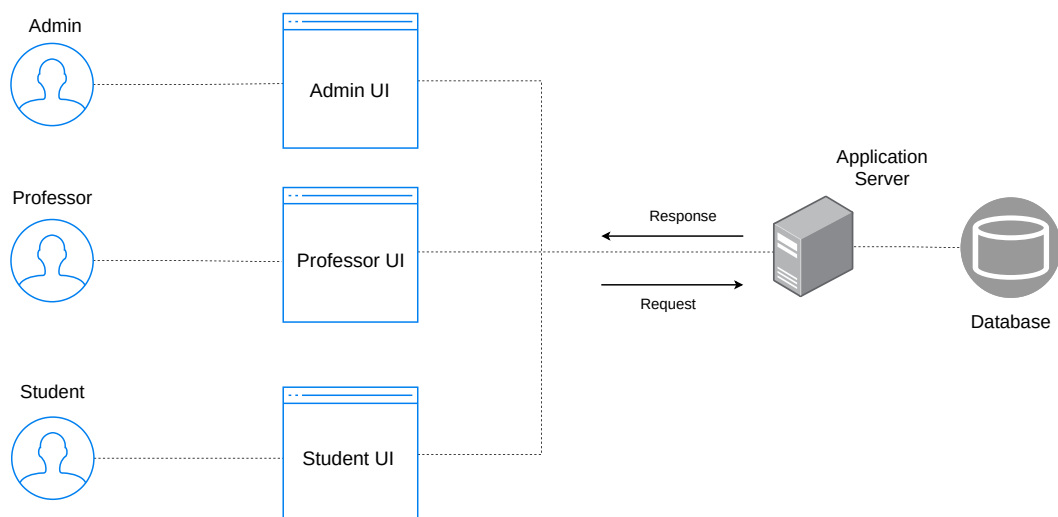 Admin
Admin UI
Professor
Professor UI
Student
Student UI
Response
Request
Application
Server
Database